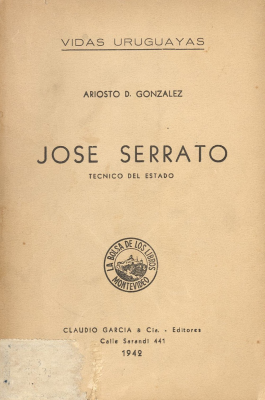 VIDAS URUGUAYAS
ARIOSTO D. GONZALEZ
JOSE SERRATO
TECNICO DEL ESTADO
LA BOLSA DE LOS LIBROS
MONTEVIDEO
CLAUDIO GARCIA & Cía. - Editores
Calle Sarandí 441
1942